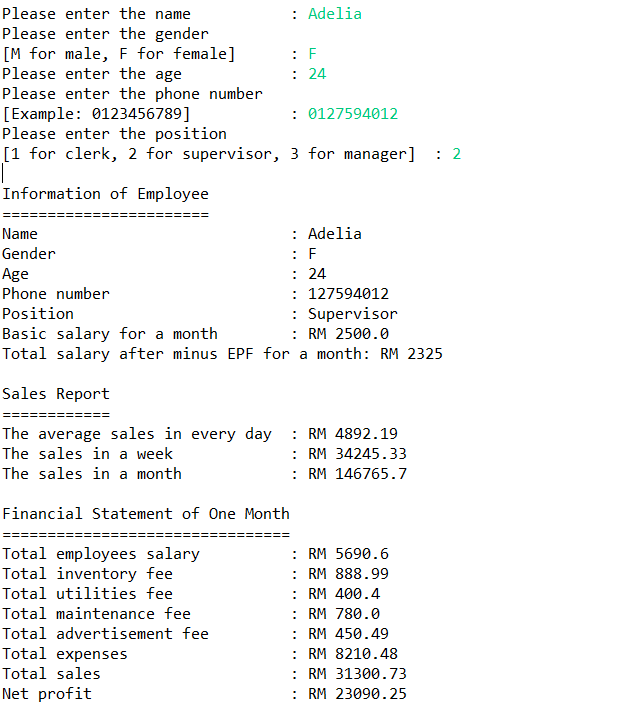 Please enter the name : Adelia
Please enter the gender
[M for male, F for female] : F
Please enter the age : 24
Please enter the phone number
[Example: 0123456789] : 0127594012
Please enter the position
[1 for clerk, 2 for supervisor, 3 for manager] : 2
Information of Employee
=======================
Name : Adelia
Gender : F
Age : 24
Phone number : 127594012
Position : Supervisor
Basic salary for a month : RM 2500.0
Total salary after minus EPF for a month: RM 2325
Sales Report
============
The average sales in every day : RM 4892.19
The sales in a week : RM 34245.33
The sales in a month : RM 146765.7
Financial Statement of One Month
================================
Total employees salary : RM 5690.6
Total inventory fee : RM 888.99
Total utilities fee : RM 400.4
Total maintenance fee : RM 780.0
Total advertisement fee : RM 450.49
Total expenses : RM 8210.48
Total sales : RM 31300.73
Net profit : RM 23090.25